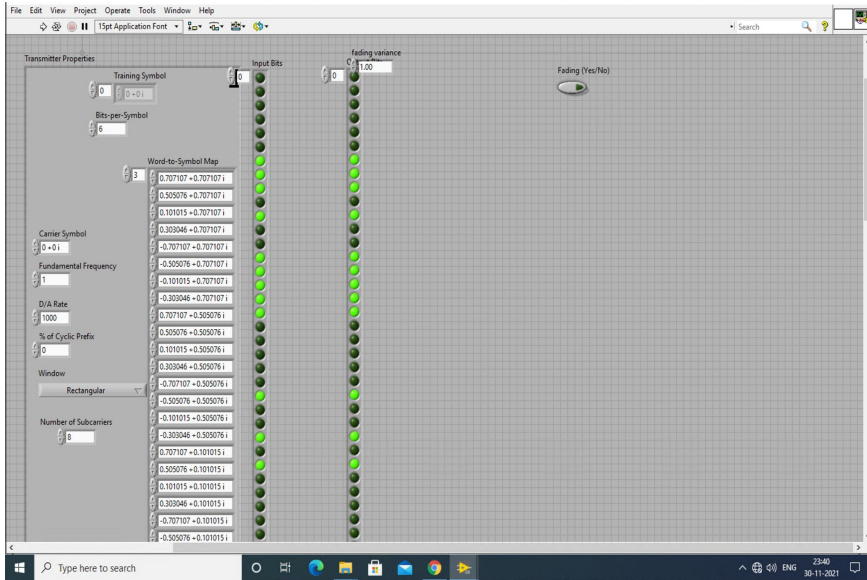 File Edit View Project Operate Tools Window Help
15pt Application Font
Search
Transmitter Properties
Training Symbol
0
0 +0 i
Bits-per-Symbol
6
Word-to-Symbol Map
3
0.707107 +0.707107 i
0.505076 +0.707107 i
0.101015 +0.707107 i
0.303046 +0.707107 i
-0.707107 +0.707107 i
-0.505076 +0.707107 i
-0.101015 +0.707107 i
-0.303046 +0.707107 i
0.707107 +0.505076 i
0.505076 +0.505076 i
0.101015 +0.505076 i
0.303046 +0.505076 i
-0.707107 +0.505076 i
-0.505076 +0.505076 i
-0.101015 +0.505076 i
-0.303046 +0.505076 i
0.707107 +0.101015 i
0.505076 +0.101015 i
0.101015 +0.101015 i
0.303046 +0.101015 i
-0.707107 +0.101015 i
-0.505076 +0.101015 i
Carrier Symbol
0 +0 i
Fundamental Frequency
1
D/A Rate
1000
% of Cyclic Prefix
0
Window
Rectangular
Number of Subcarriers
8
Input Bits
0
fading variance
1.00
Bits
0
Fading (Yes/No)
Type here to search
ENG
23:40
30-11-2021